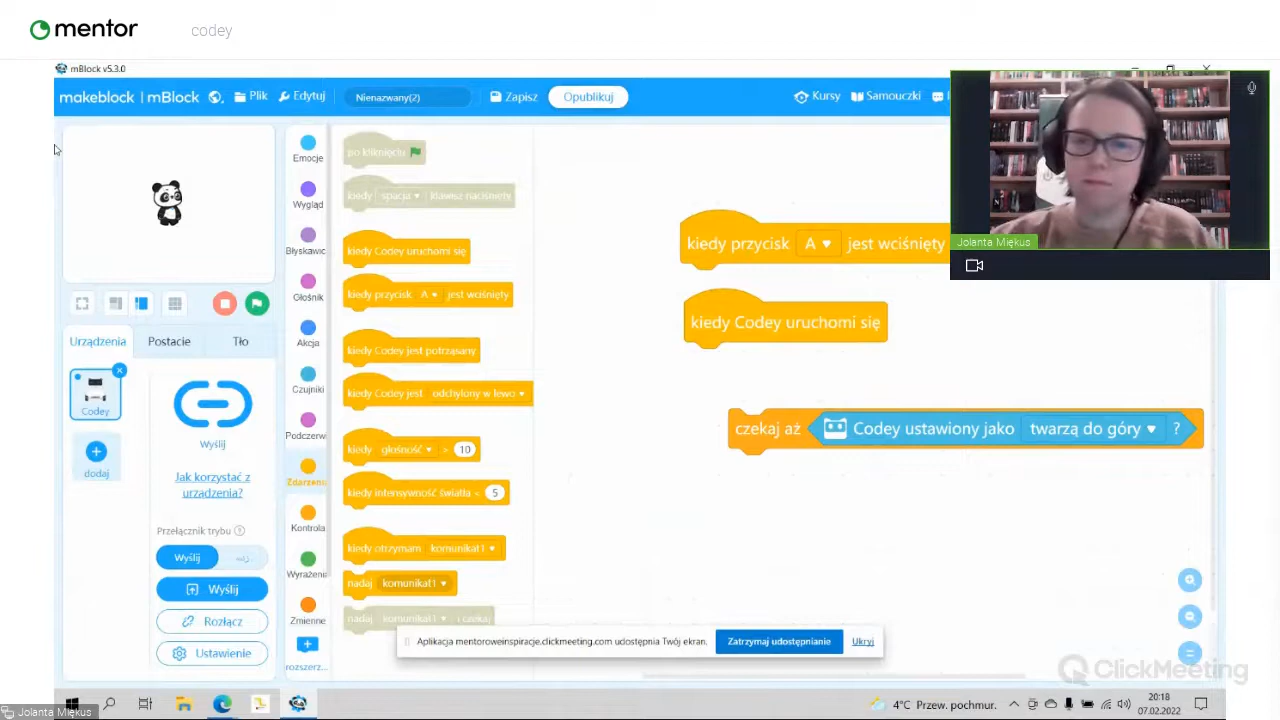 mentor
codey
mBlock v5.3.0
makeblock | mBlock
Plik
Edytuj
Nienazwany(2)
Zapisz
Opublikuj
Kursy
Samouczki
Jolanta Miękus
Emocje
Wygląd
Błyskawic
Głośnik
Akcja
Czujniki
Podczerw
Zdarzenia
Kontrola
Wyrażena
Zmienne
rozszerz...
po kliknięciu
kiedy spacja klawisz naciśnięty
kiedy Codey uruchomi się
kiedy przycisk A jest wciśnięty
kiedy Codey jest potrząsany
kiedy Codey jest odchylony w lewo
kiedy głośność > 10
kiedy intensywność światła < 5
kiedy otrzymam komunikat1
nadaj komunikat1
nadaj komunikat1 i czekaj
kiedy przycisk A jest wciśnięty
kiedy Codey uruchomi się
czekaj aż Codey ustawiony jako twarzą do góry ?
Urządzenia
Postacie
Tło
Codey
dodaj
Wyślij
Jak korzystać z
urządzenia?
Przełącznik trybu
Wyślij
Wyślij
Rozłącz
Ustawienie
Aplikacja mentoroweinspiracje.clickmeeting.com udostępnia Twój ekran.
Zatrzymaj udostępnianie
Ukryj
ClickMeeting
4°C Przew. pochmur.
20:18
07.02.2022
Jolanta Miękus